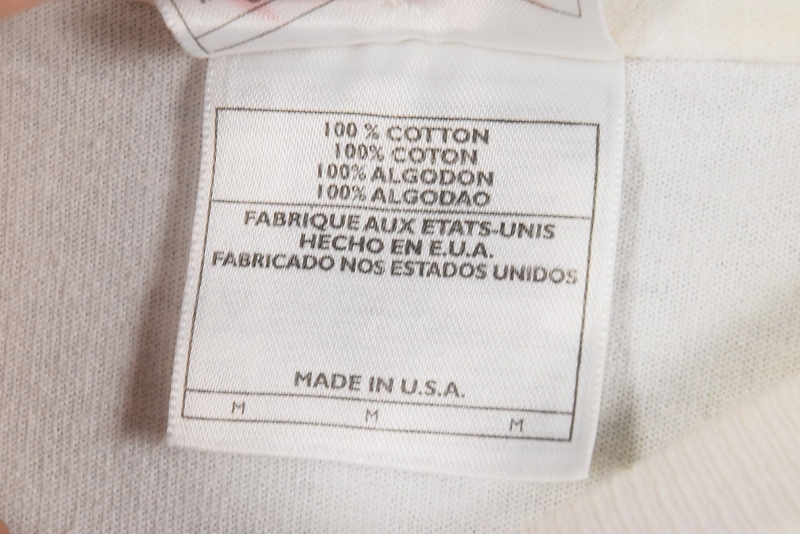 100 % COTTON
100% COTON
100% ALGODON
100% ALGODAO
FABRIQUE AUX ETATS-UNIS
HECHO EN E.U.A.
FABRICADO NOS ESTADOS UNIDOS
MADE IN U.S.A.
M M M